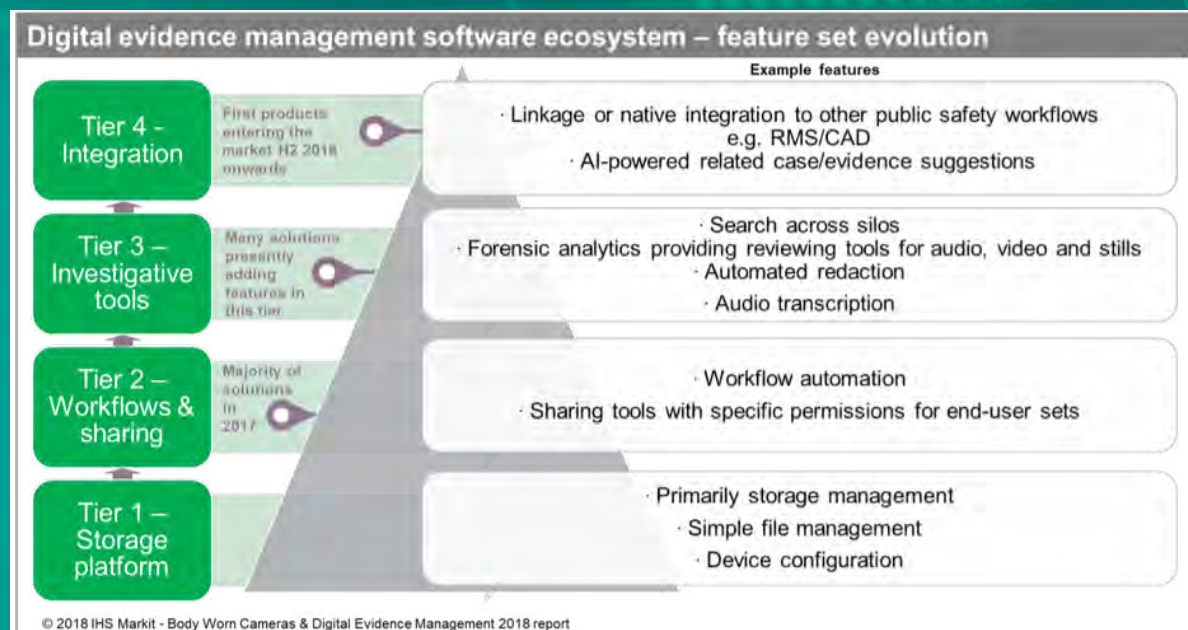 Digital evidence management software ecosystem – feature set evolution
Example features
Tier 4 -
Integration
First products
entering the
market H2 2018
onwards
· Linkage or native integration to other public safety workflows
e.g. RMS/CAD
· AI-powered related case/evidence suggestions
Tier 3 –
Investigative
tools
Many solutions
presently
adding
features in
this tier
· Search across silos
· Forensic analytics providing reviewing tools for audio, video and stills
· Automated redaction
· Audio transcription
Tier 2 –
Workflows &
sharing
Majority of
solutions
in
2017
· Workflow automation
· Sharing tools with specific permissions for end-user sets
Tier 1 –
Storage
platform
· Primarily storage management
· Simple file management
· Device configuration
© 2018 IHS Markit - Body Worn Cameras & Digital Evidence Management 2018 report